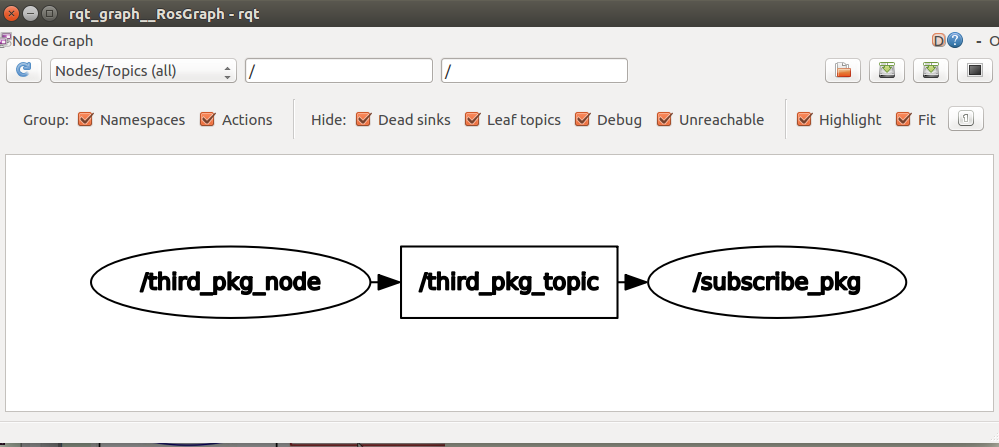 rqt_graph__RosGraph - rqt
Node Graph
D ? - O
Nodes/Topics (all) / /
Group: Namespaces Actions Hide: Dead sinks Leaf topics Debug Unreachable Highlight Fit
/third_pkg_node /third_pkg_topic /subscribe_pkg